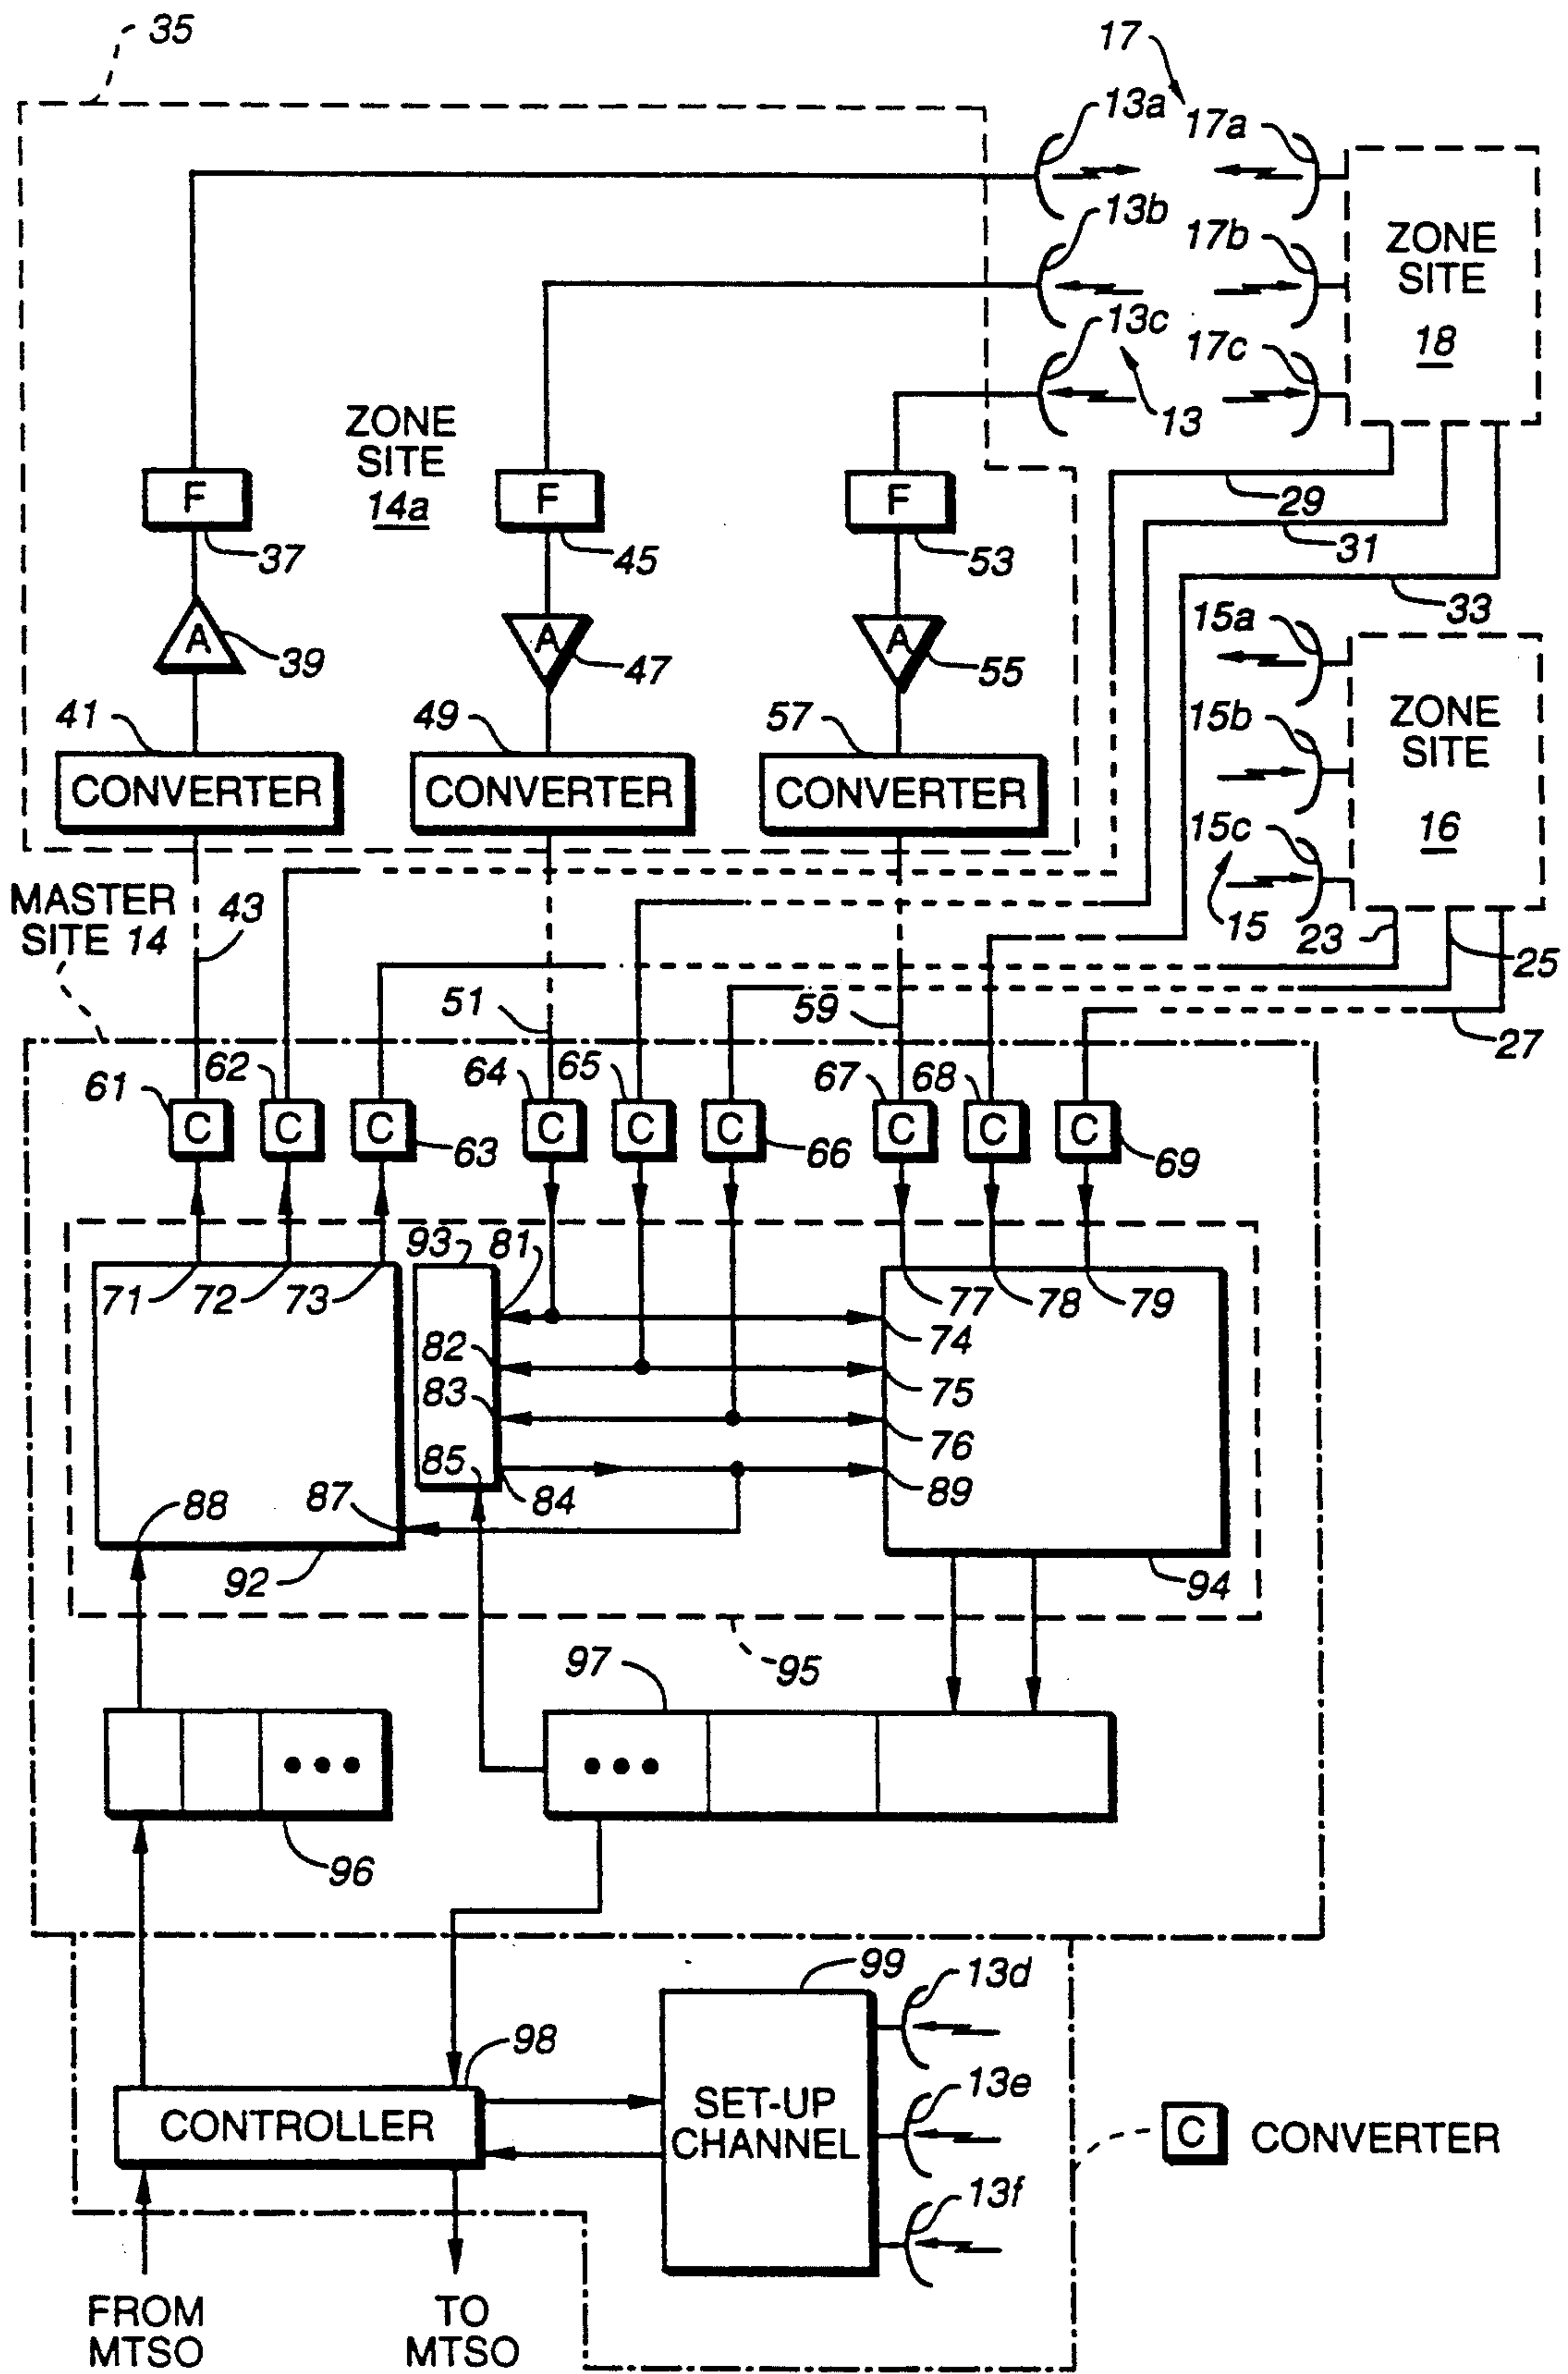 35
17
13a
17a
13b
17b
ZONE
SITE
18
13c
17c
13
ZONE
SITE
14a
F
F
F
29
37
45
53
31
33
15a
A
39
A
47
A
55
15b
ZONE
SITE
16
41
49
57
CONVERTER
CONVERTER
CONVERTER
15c
MASTER
SITE 14
43
15
23
25
51
59
27
61
62
64
65
67
68
C
C
C
C
C
C
C
C
C
63
66
69
93
81
71
72
73
77
78
79
82
74
83
75
76
85
88
87
84
89
92
94
95
97
•••
•••
96
99
13d
98
13e
CONTROLLER
SET-UP
CHANNEL
C CONVERTER
13f
FROM
MTSO
TO
MTSO